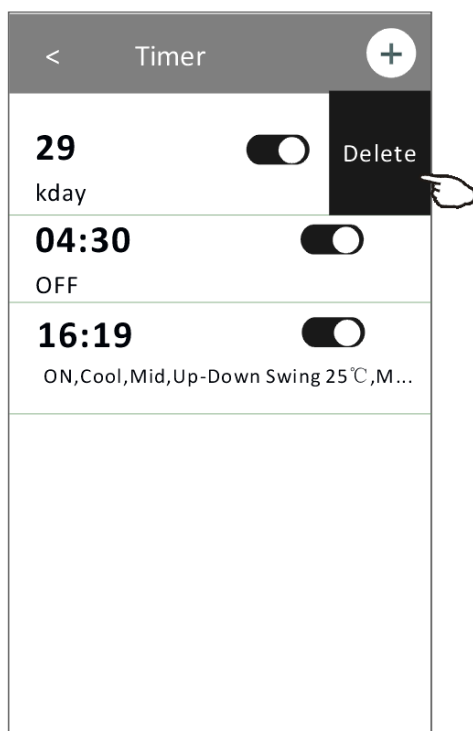 < Timer +
29
Delete
kday
04:30
OFF
16:19
ON,Cool,Mid,Up-Down Swing 25℃,M...